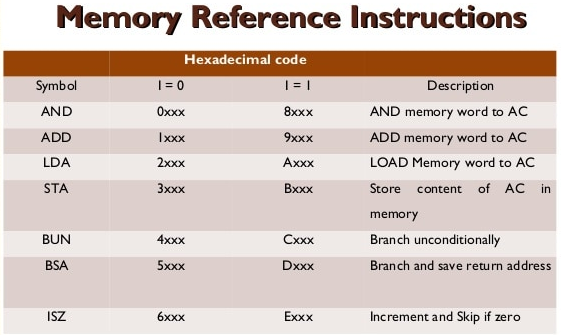 Memory Reference Instructions
Hexadecimal code
Symbol I = 0 I = 1 Description
AND 0xxx 8xxx AND memory word to AC
ADD 1xxx 9xxx ADD memory word to AC
LDA 2xxx Axxx LOAD Memory word to AC
STA 3xxx Bxxx Store content of AC in
memory
BUN 4xxx Cxxx Branch unconditionally
BSA 5xxx Dxxx Branch and save return address
ISZ 6xxx Exxx Increment and Skip if zero